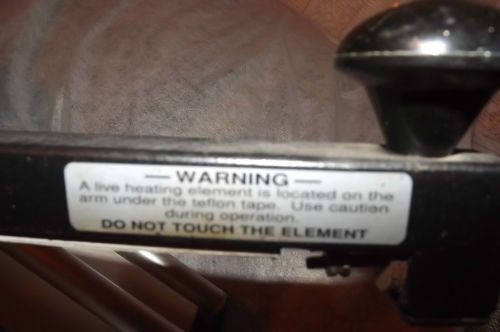 — WARNING —
A live heating element is located on the
arm under the teflon tape. Use caution
during operation.
DO NOT TOUCH THE ELEMENT